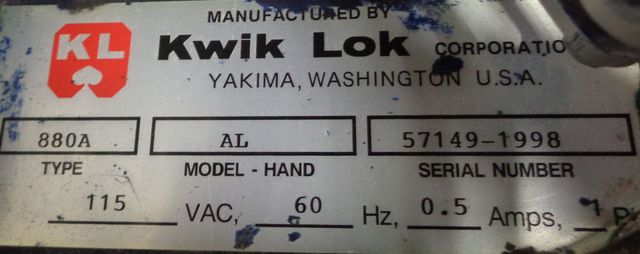 MANUFACTURED BY
KL Kwik Lok CORPORATIO
YAKIMA, WASHINGTON U.S.A.
880A AL 57149-1998
TYPE MODEL - HAND SERIAL NUMBER
115 VAC, 60 Hz, 0.5 Amps, 1 P